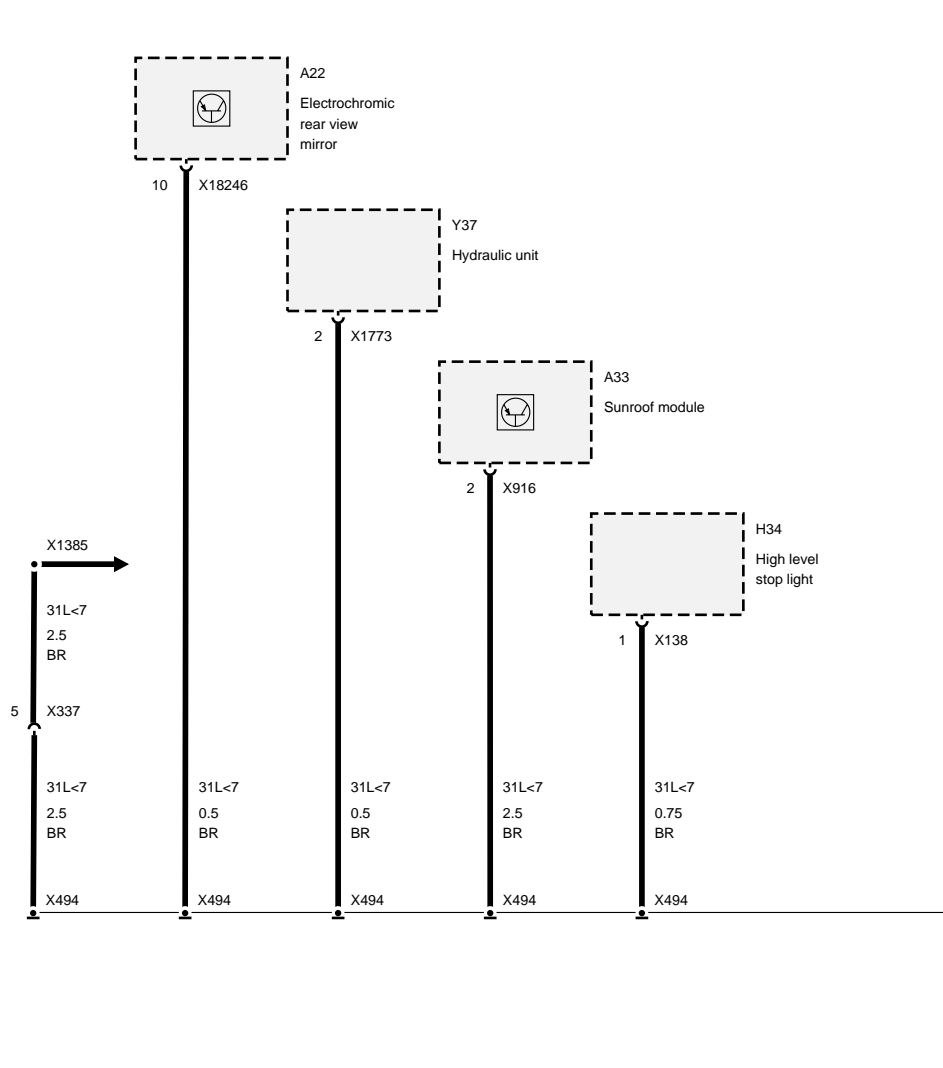 A22
Electrochromic
rear view
mirror
10 X18246
Y37
Hydraulic unit
2 X1773
A33
Sunroof module
2 X916
H34
High level
stop light
1 X138
X1385
31L<7
2.5
BR
5 X337
31L<7 31L<7 31L<7 31L<7 31L<7
2.5 0.5 0.5 2.5 0.75
BR BR BR BR BR
X494 X494 X494 X494 X494